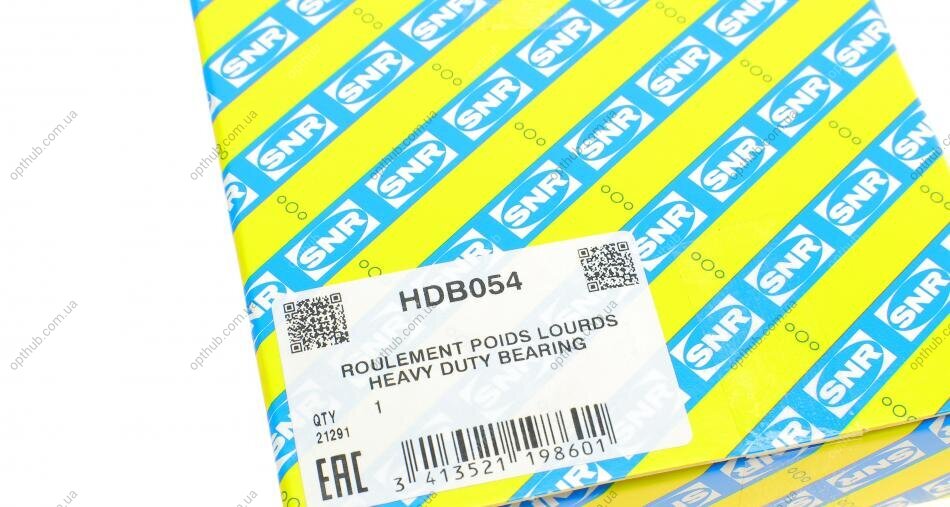 SNR
HDB054
ROULEMENT POIDS LOURDS
HEAVY DUTY BEARING
QTY 1
21291
EAC
3 413521 198601
opthub.com.ua